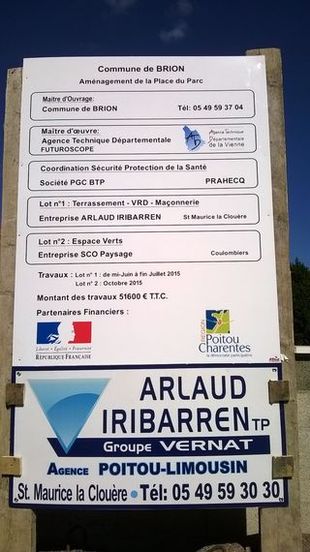 Commune de BRION
Aménagement de la Place du Parc
Maître d'Ouvrage:
Commune de BRION Tél: 05 49 59 37 04
Maître d'œuvre:
Agence Technique Départementale
FUTUROSCOPE
Agence Technique
Départementale
de la Vienne
Coordination Sécurité Protection de la Santé
Société PGC BTP PRAHECQ
Lot n°1 : Terrassement - VRD - Maçonnerie
Entreprise ARLAUD IRIBARREN St Maurice la Clouère
Lot n°2 : Espace Verts
Entreprise SCO Paysage Coulombiers
Travaux : Lot n° 1 : de mi-Juin à fin Juillet 2015
Lot n° 2 : Octobre 2015
Montant des travaux 51600 € T.T.C.
Partenaires Financiers :
Liberté • Égalité • Fraternité
RÉPUBLIQUE FRANÇAISE
RÉGION
Poitou
Charentes
la démocratie participative
ARLAUD
IRIBARREN TP
Groupe VERNAT
AGENCE POITOU-LIMOUSIN
St. Maurice la Clouère • Tél: 05 49 59 30 30